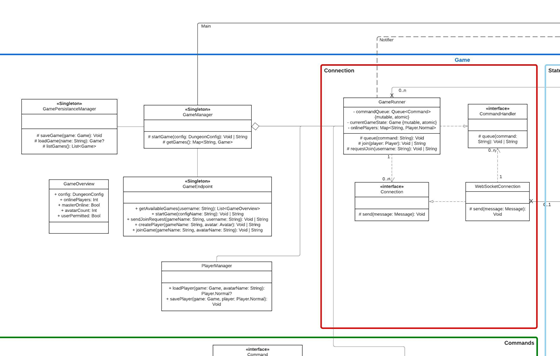 Main
Notifier
Game
Connection
State
0..n
GameRunner
- commandQueue: Queue<Command>
{mutable, atomic}
- currentGameState: Game {mutable, atomic}
- onlinePlayers: Map<String, Player.Normal>
# queue(command: String): Void
# join(player: Player): Void
# requestJoin(username: String): Void
«Interface»
CommandHandler
# queue(command:
String): Void | String
0..n
1
1
0..n
«Interface»
Connection
# send(message: Message): Void
WebSocketConnection
# send(message: Message): Void
0..1
«Singleton»
GamePersistanceManager
# saveGame(game: Game): Void
# loadGame(name: String): Game?
# listGames(): List<Game>
«Singleton»
GameManager
# startGame(config: DungeonConfig): Void | String
# getGames(): Map<String, Game>
GameOverview
+ config: DungeonConfig
+ onlinePlayers: Int
+ masterOnline: Bool
+ avatarCount: Int
+ userPermitted: Bool
«Singleton»
GameEndpoint
+ getAvailableGames(username: String): List<GameOverview>
+ startGame(configName: String): Void | String
+ sendJoinRequest(gameName: String, username: String): Void | String
+ createPlayer(gameName: String, avatar: Avatar): Void | String
+ joinGame(gameName: String, avatarName: String): Void | String
PlayerManager
+ loadPlayer(game: Game, avatarName: String):
Player.Normal?
+ savePlayer(game: Game, player: Player.Normal):
Void
Commands
«Interface»
Command